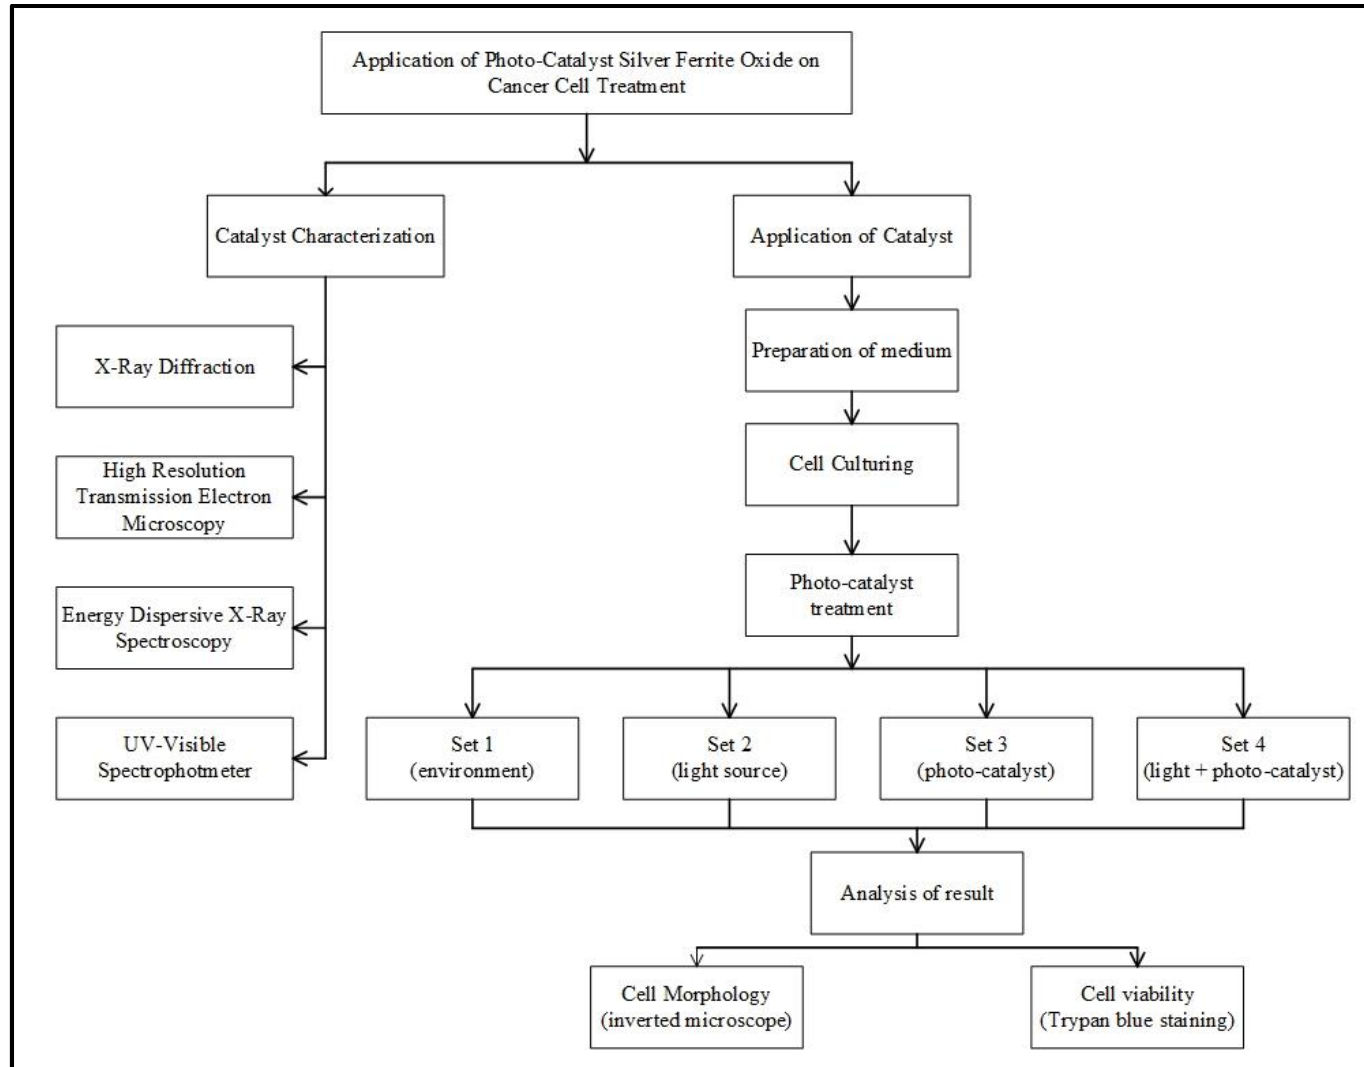 Application of Photo-Catalyst Silver Ferrite Oxide on
Cancer Cell Treatment
Catalyst Characterization
Application of Catalyst
X-Ray Diffraction
High Resolution
Transmission Electron
Microscopy
Energy Dispersive X-Ray
Spectroscopy
UV-Visible
Spectrophotmeter
Preparation of medium
Cell Culturing
Photo-catalyst
treatment
Set 1
(environment)
Set 2
(light source)
Set 3
(photo-catalyst)
Set 4
(light + photo-catalyst)
Analysis of result
Cell Morphology
(inverted microscope)
Cell viability
(Trypan blue staining)